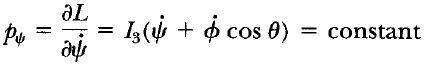 p_ψ = ∂L/∂ψ̇ = I₃(ψ̇ + φ̇ cos θ) = constant